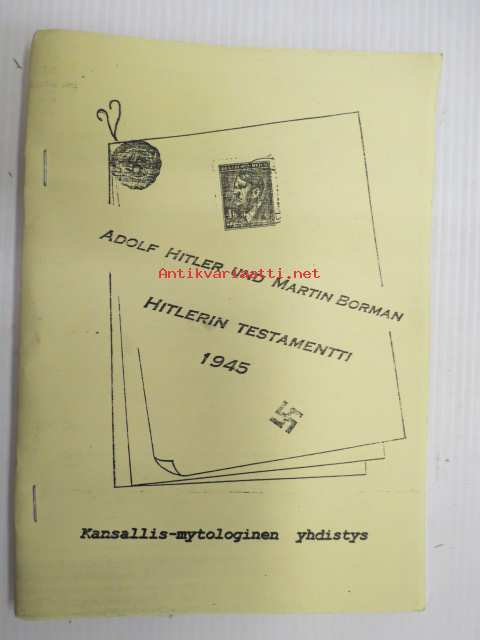 ADOLF HITLER UND MARTIN BORMAN
Antikvariaatti.net
HITLERIN TESTAMENTTI
1945
Kansallis-mytologinen yhdistys